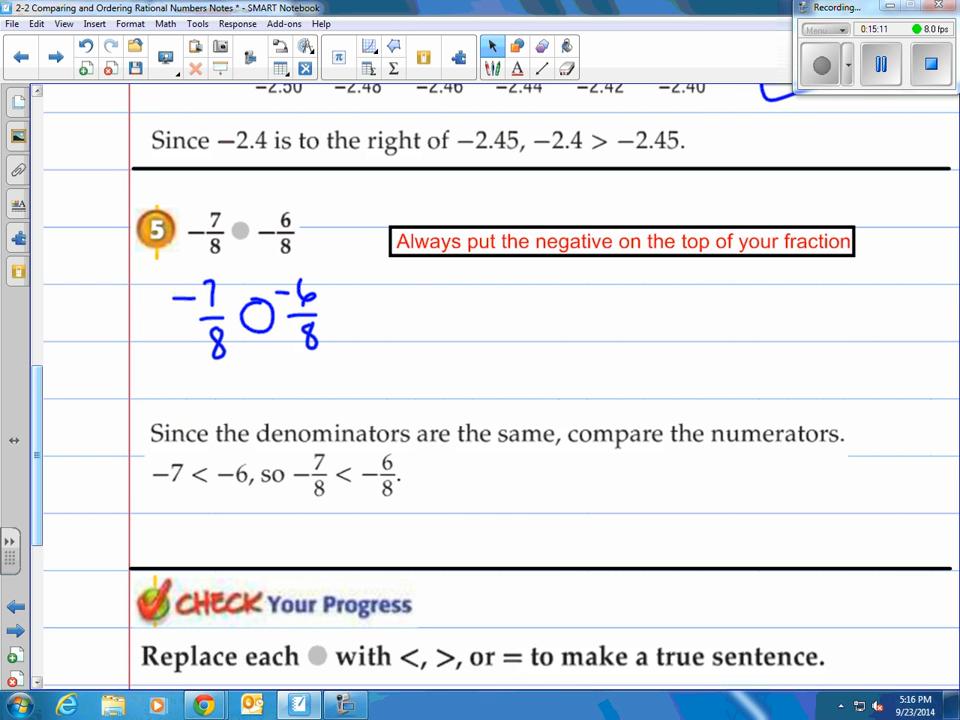 2-2 Comparing and Ordering Rational Numbers Notes * - SMART Notebook
Recording...
File Edit View Insert Format Math Tools Response Add-ons Help
Menu 0:15:11 8.0 fps
−2.50 −2.48 −2.46 −2.44 −2.42 −2.40
Since −2.4 is to the right of −2.45, −2.4 > −2.45.
5 −7/8 ● −6/8
Always put the negative on the top of your fraction
−7/8 ○ −6/8
Since the denominators are the same, compare the numerators.
−7 < −6, so −7/8 < −6/8.
CHECK Your Progress
Replace each ● with <, >, or = to make a true sentence.
5:16 PM
9/23/2014